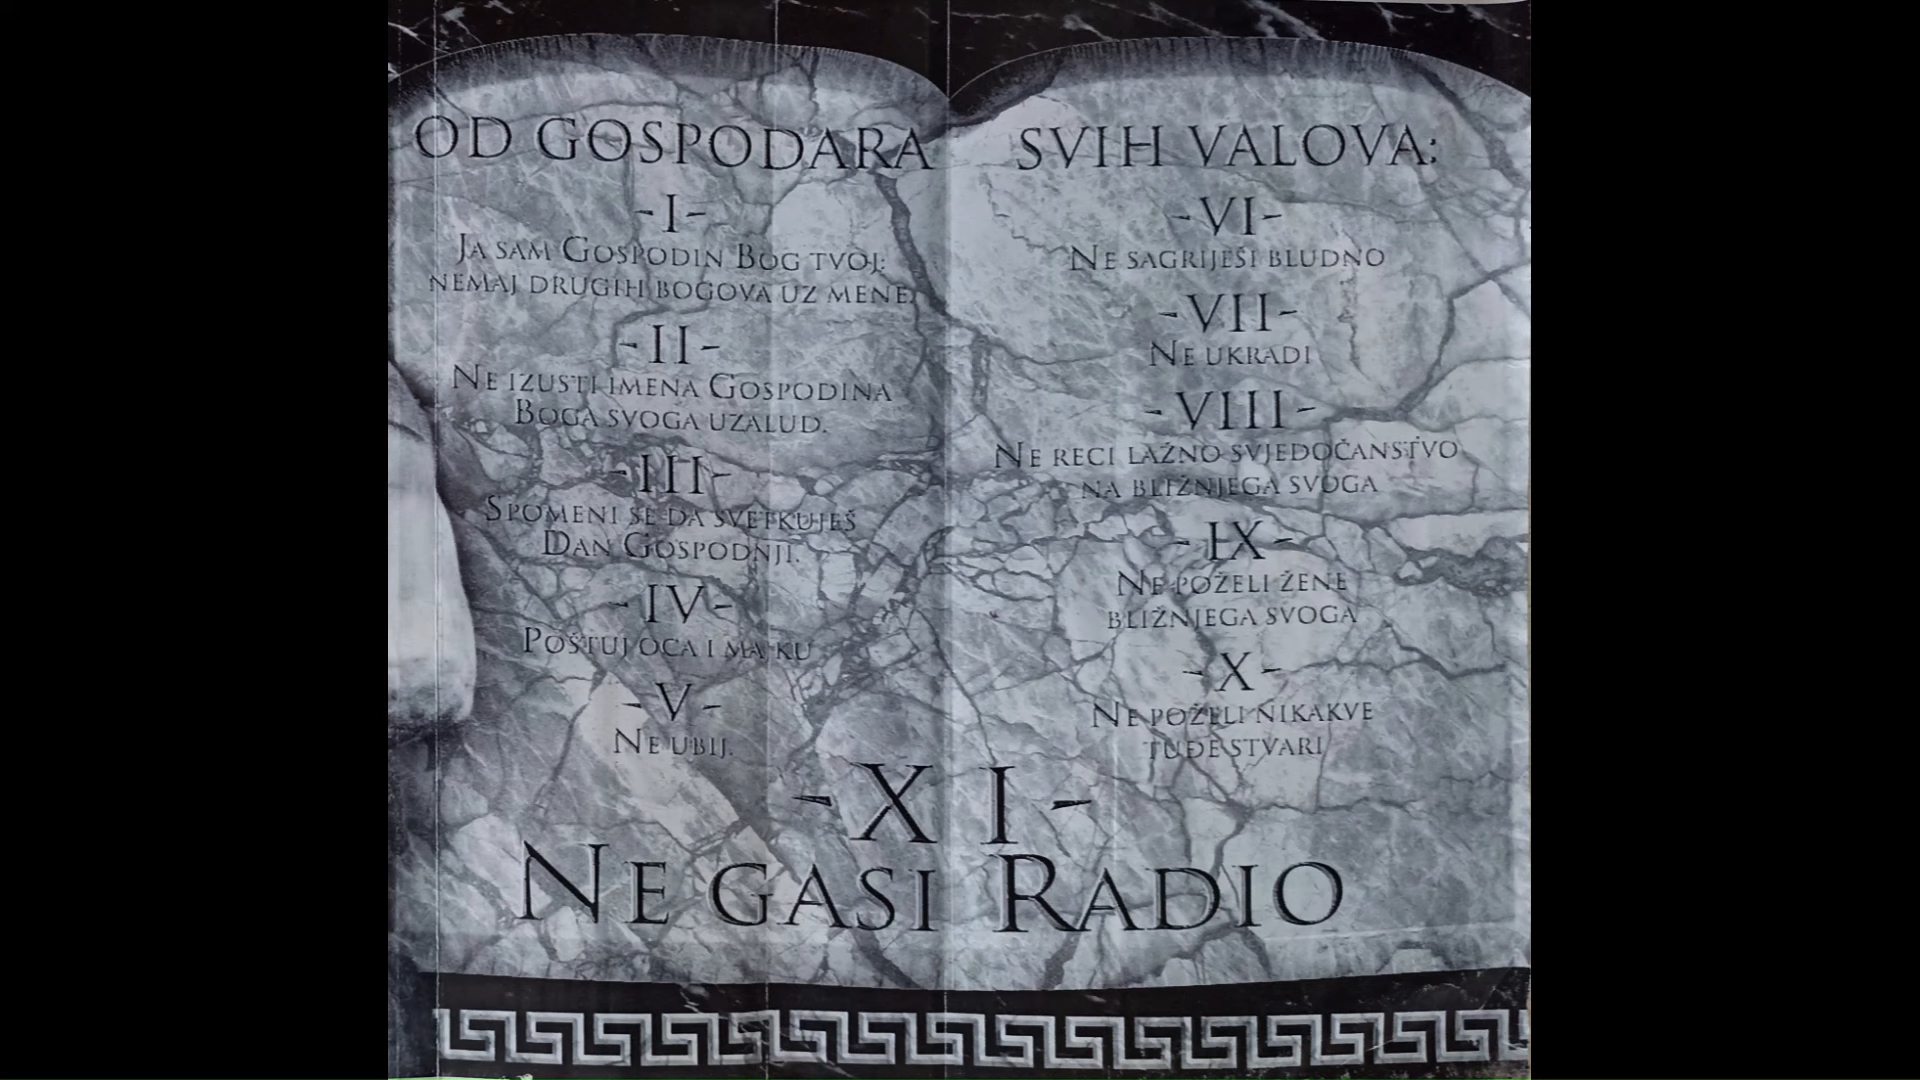 OD GOSPODARA SVIH VALOVA:
-I-
JA SAM GOSPODIN BOG TVOJ:
NEMAJ DRUGIH BOGOVA UZ MENE.
-II-
NE IZUSTI IMENA GOSPODINA
BOGA SVOGA UZALUD.
-III-
SPOMENI SE DA SVETKUJEŠ
DAN GOSPODNJI.
-IV-
POŠTUJ OCA I MAJKU
-V-
NE UBIJ.
-VI-
NE SAGRIJEŠI BLUDNO
-VII-
NE UKRADI
-VIII-
NE RECI LAŽNO SVJEDOČANSTVO
NA BLIŽNJEGA SVOGA
-IX-
NE POŽELI ŽENE
BLIŽNJEGA SVOGA
-X-
NE POŽELI NIKAKVE
TUĐE STVARI
-XI-
NE GASI RADIO